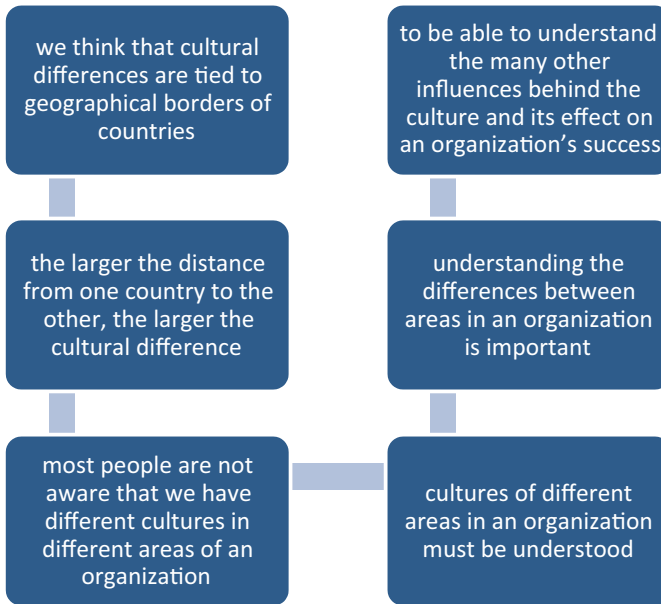 we think that cultural
differences are tied to
geographical borders of
countries
the larger the distance
from one country to the
other, the larger the
cultural difference
most people are not
aware that we have
different cultures in
different areas of an
organization
cultures of different
areas in an organization
must be understood
understanding the
differences between
areas in an organization
is important
to be able to understand
the many other
influences behind the
culture and its effect on
an organization’s success